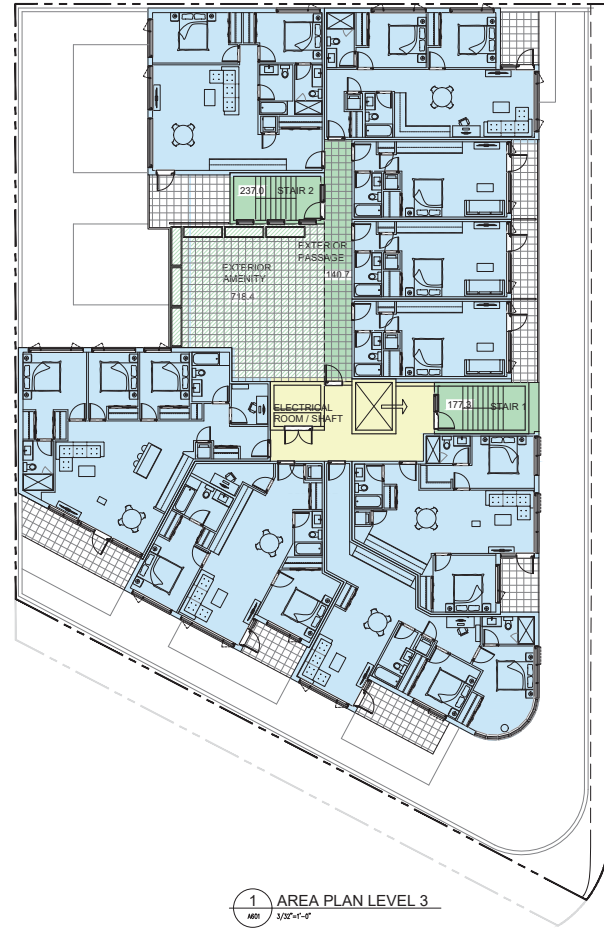 237.0 STAIR 2
EXTERIOR
PASSAGE
140.7
EXTERIOR
AMENITY
718.4
ELECTRICAL
ROOM / SHAFT
177.3 STAIR 1
1 AREA PLAN LEVEL 3
A601 3/32"=1'-0"